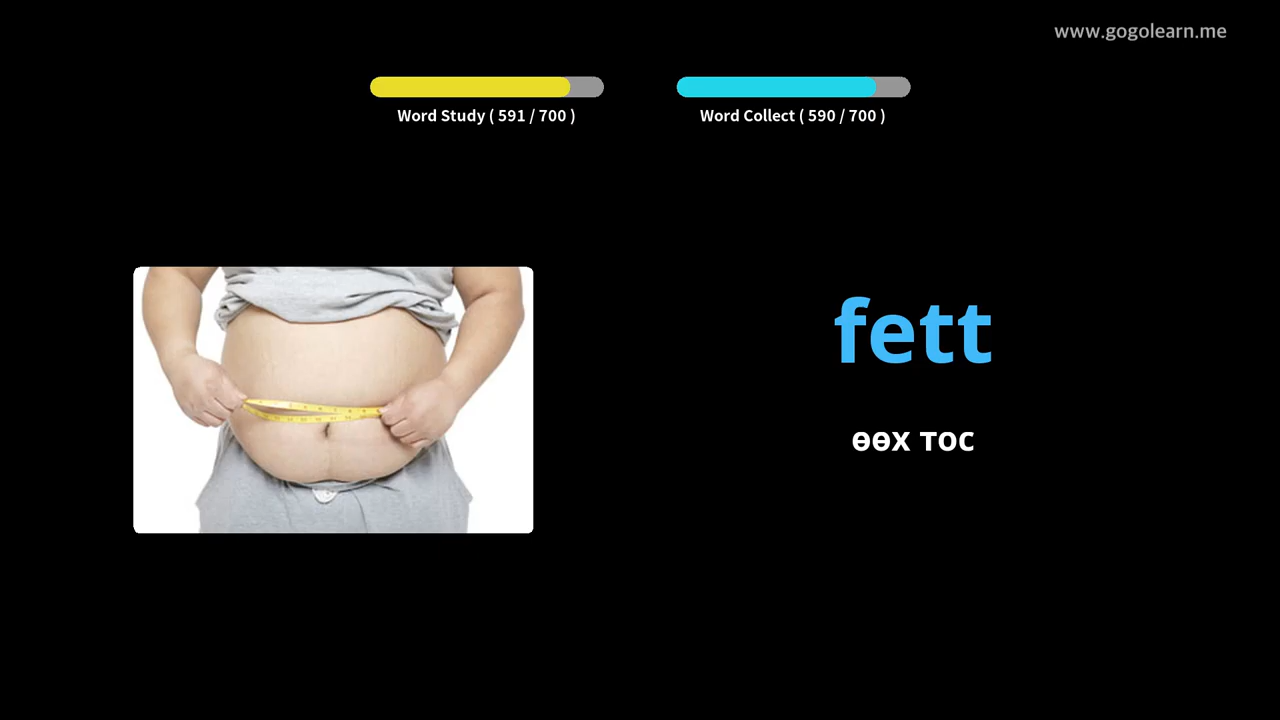 www.gogolearn.me
Word Study ( 591 / 700 )
Word Collect ( 590 / 700 )
fett
өөх тос